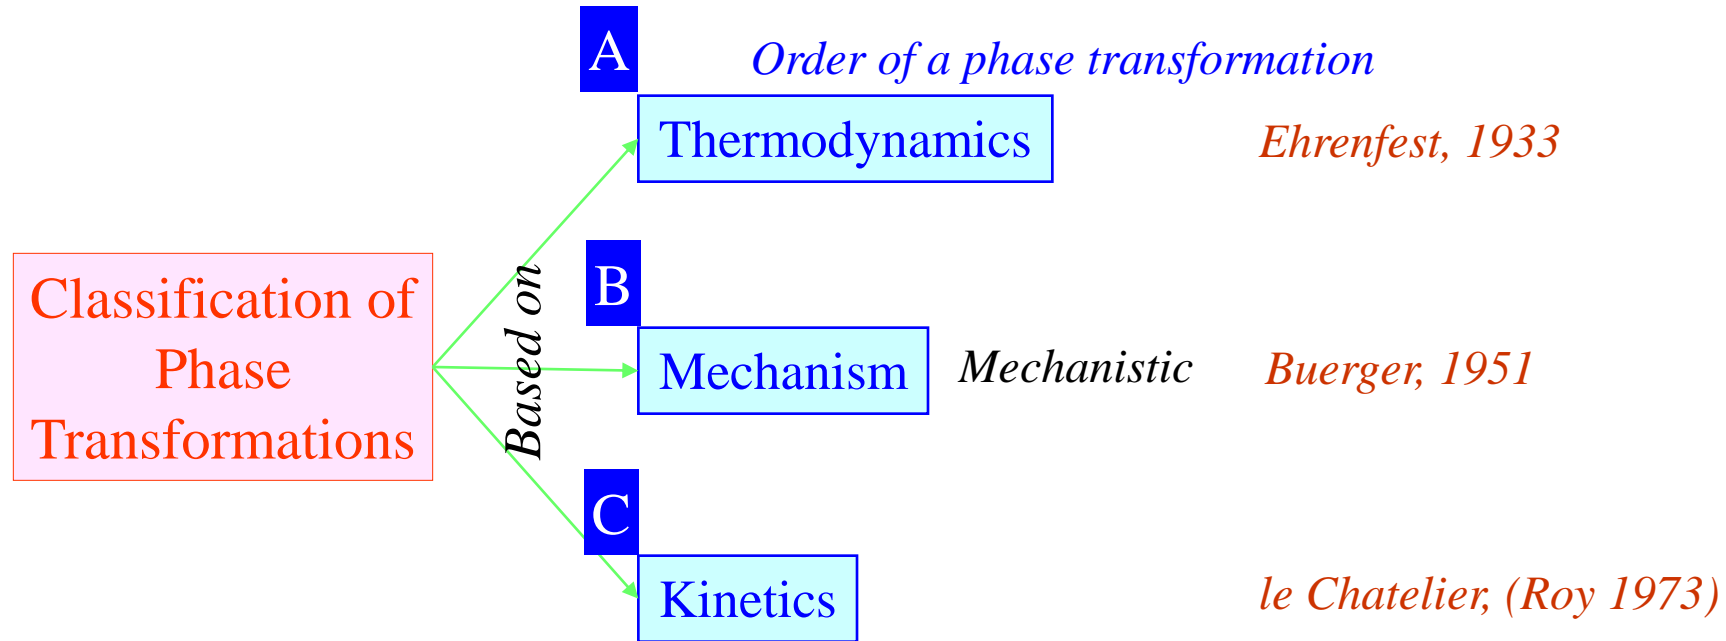 A
Order of a phase transformation
Thermodynamics
Ehrenfest, 1933
Classification of
Phase
Transformations
Based on
B
Mechanism
Mechanistic
Buerger, 1951
C
Kinetics
le Chatelier, (Roy 1973)